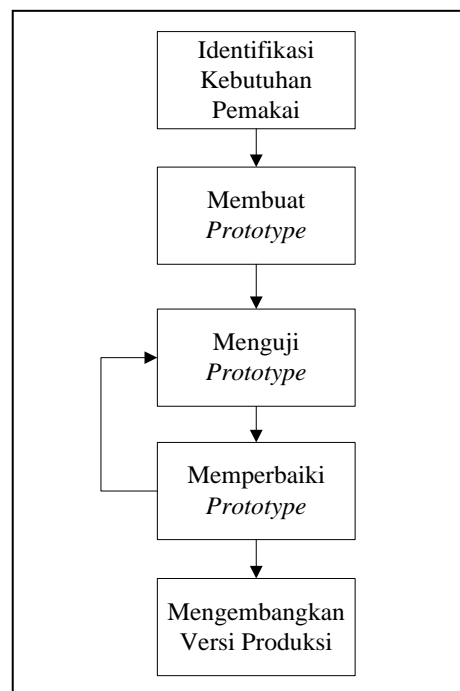 Identifikasi
Kebutuhan
Pemakai
Membuat
Prototype
Menguji
Prototype
Memperbaiki
Prototype
Mengembangkan
Versi Produksi